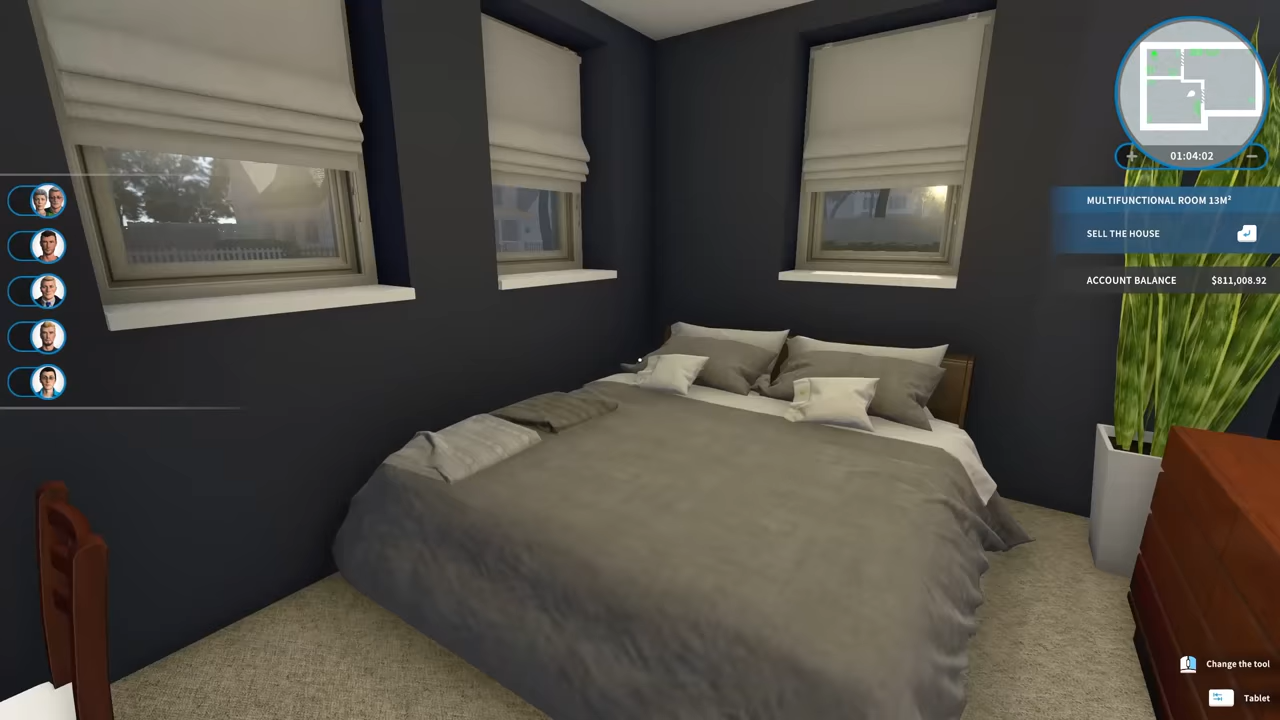 01:04:02
MULTIFUNCTIONAL ROOM 13M²
SELL THE HOUSE
ACCOUNT BALANCE $811,008.92
Change the tool
Tablet